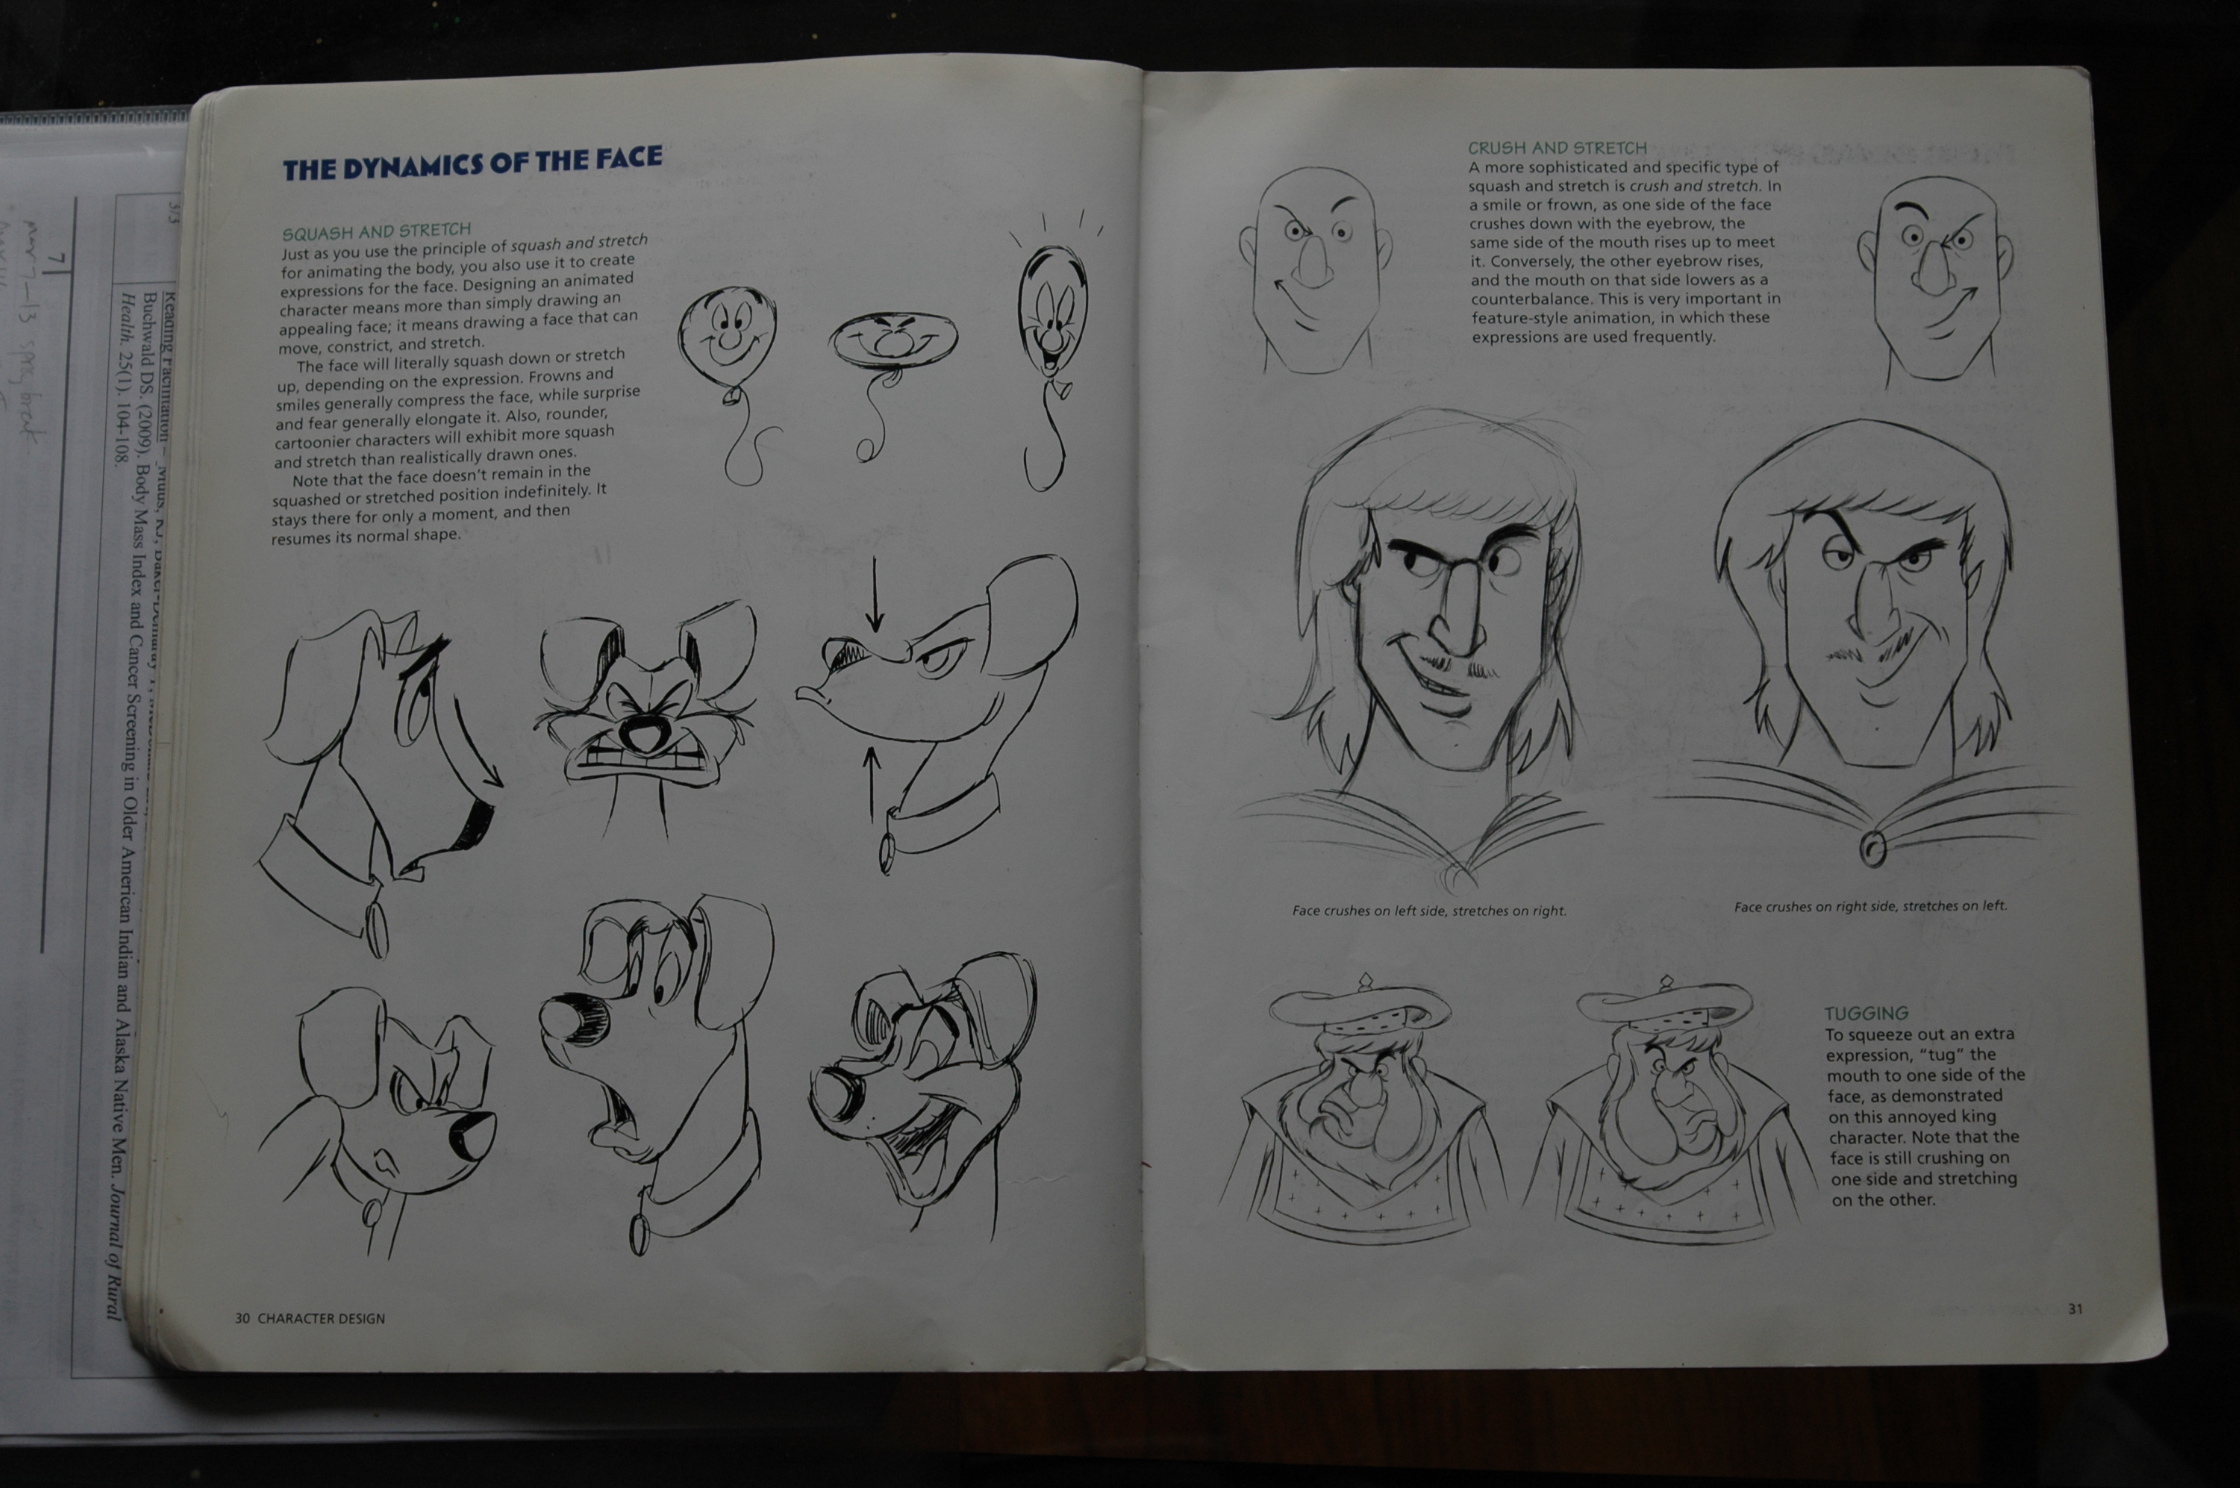 THE DYNAMICS OF THE FACE
SQUASH AND STRETCH
Just as you use the principle of squash and stretch
for animating the body, you also use it to create
expressions for the face. Designing an animated
character means more than simply drawing an
appealing face; it means drawing a face that can
move, constrict, and stretch.
The face will literally squash down or stretch
up, depending on the expression. Frowns and
smiles generally compress the face, while surprise
and fear generally elongate it. Also, rounder,
cartoonier characters will exhibit more squash
and stretch than realistically drawn ones.
Note that the face doesn't remain in the
squashed or stretched position indefinitely. It
stays there for only a moment, and then
resumes its normal shape.
30 CHARACTER DESIGN
CRUSH AND STRETCH
A more sophisticated and specific type of
squash and stretch is crush and stretch. In
a smile or frown, as one side of the face
crushes down with the eyebrow, the
same side of the mouth rises up to meet
it. Conversely, the other eyebrow rises,
and the mouth on that side lowers as a
counterbalance. This is very important in
feature-style animation, in which these
expressions are used frequently.
Face crushes on left side, stretches on right.
Face crushes on right side, stretches on left.
TUGGING
To squeeze out an extra
expression, "tug" the
mouth to one side of the
face, as demonstrated
on this annoyed king
character. Note that the
face is still crushing on
one side and stretching
on the other.
31
3/3
Buchwald DS. (2009). Body Mass Index and Cancer Screening in Older American Indian and Alaska Native Men. Journal of Rural
Health. 25(1). 104-108.
7
mar 7-13 spring break